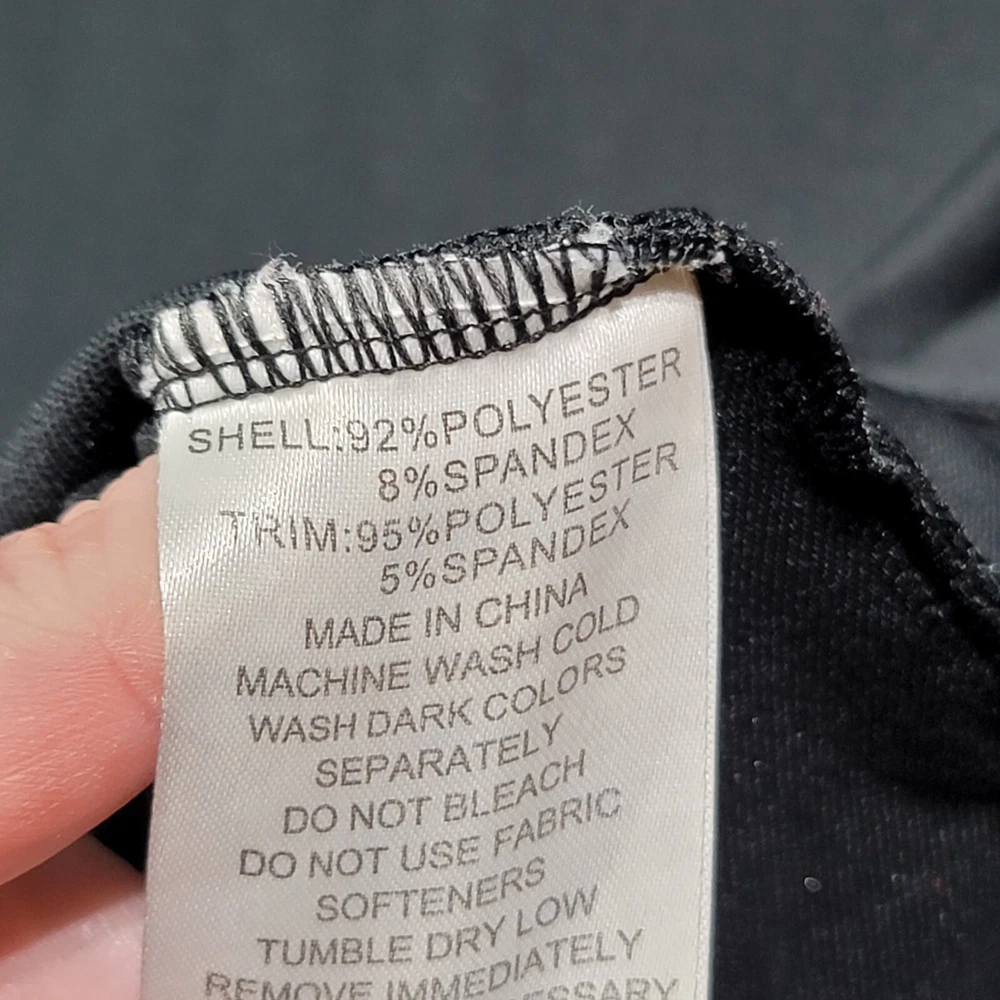 SHELL:92%POLYESTER
8%SPANDEX
TRIM:95%POLYESTER
5%SPANDEX
MADE IN CHINA
MACHINE WASH COLD
WASH DARK COLORS
SEPARATELY
DO NOT BLEACH
DO NOT USE FABRIC
SOFTENERS
TUMBLE DRY LOW
REMOVE IMMEDIATELY